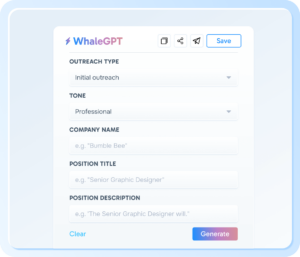 WhaleGPT
Save
OUTREACH TYPE
Initial outreach
TONE
Professional
COMPANY NAME
e.g. "Bumble Bee"
POSITION TITLE
e.g. "Senior Graphic Designer"
POSITION DESCRIPTION
e.g. "The Senior Graphic Designer will."
Clear
Generate